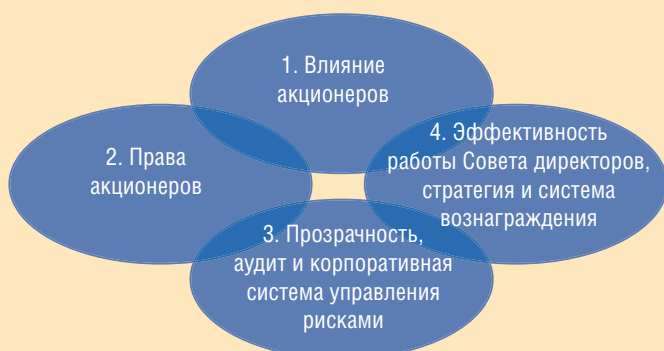 1. Влияние
акционеров
2. Права
акционеров
3. Прозрачность,
аудит и корпоративная
система управления
рисками
4. Эффективность
работы Совета директоров,
стратегия и система
вознаграждения